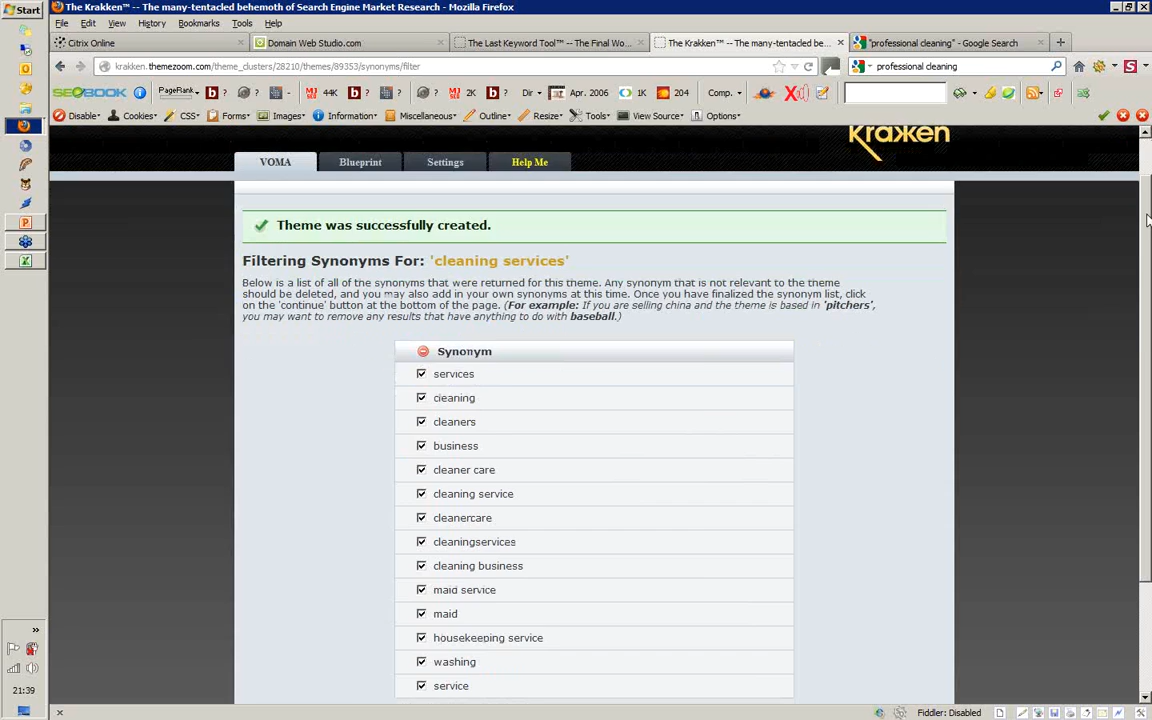 Start
The Krakken™ -- The many-tentacled behemoth of Search Engine Market Research - Mozilla Firefox
File Edit View History Bookmarks Tools Help
Citrix Online
Domain Web Studio.com
The Last Keyword Tool™ -- The Final Wo...
The Krakken™ -- The many-tentacled be...
"professional cleaning" - Google Search
krakken.themezoom.com/theme_clusters/28210/themes/89353/synonyms/filter
professional cleaning
SEOBOOK PageRank ? ? - 44K ? ? 2K ? Dir Apr. 2006 1K 204 Comp.
Disable Cookies CSS Forms Images Information Miscellaneous Outline Resize Tools View Source Options
Krakken
VOMA Blueprint Settings Help Me
Theme was successfully created.
Filtering Synonyms For: 'cleaning services'
Below is a list of all of the synonyms that were returned for this theme. Any synonym that is not relevant to the theme
should be deleted, and you may also add in your own synonyms at this time. Once you have finalized the synonym list, click
on the 'continue' button at the bottom of the page. (For example: If you are selling china and the theme is based in 'pitchers',
you may want to remove any results that have anything to do with baseball.)
Synonym
services
cleaning
cleaners
business
cleaner care
cleaning service
cleanercare
cleaningservices
cleaning business
maid service
maid
housekeeping service
washing
service
21:39
Fiddler: Disabled